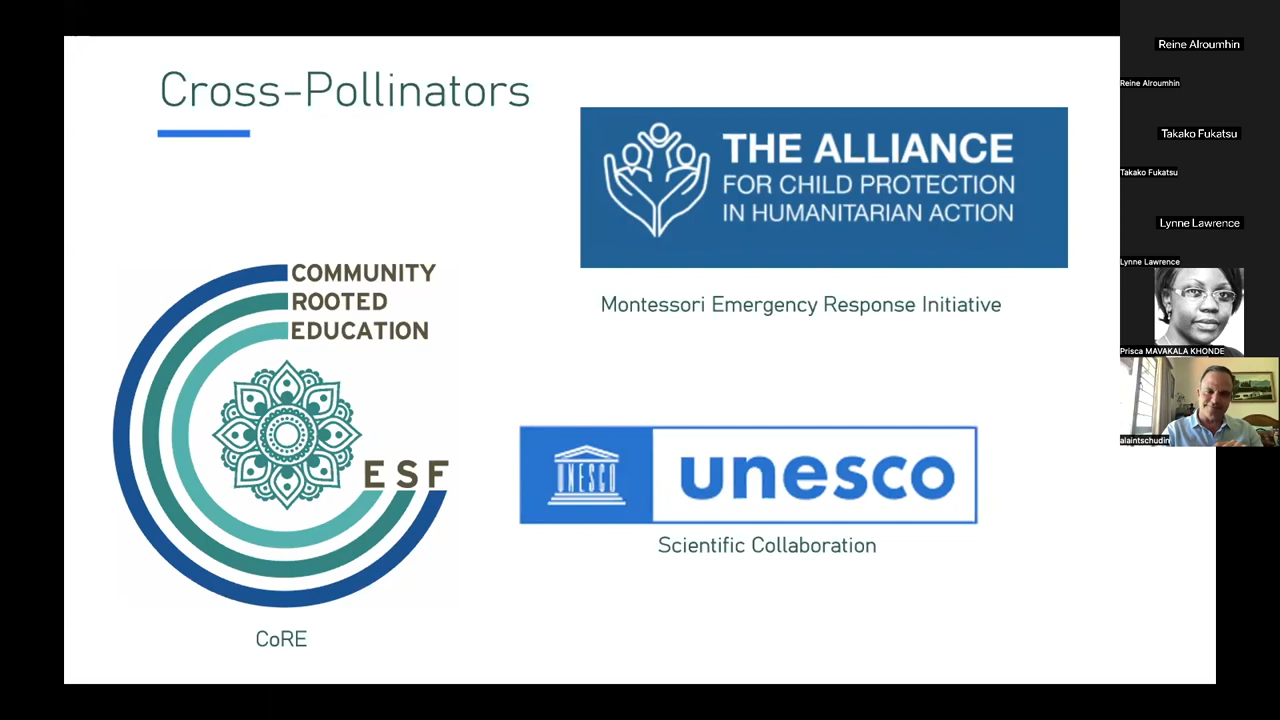 Cross-Pollinators
THE ALLIANCE
FOR CHILD PROTECTION
IN HUMANITARIAN ACTION
Montessori Emergency Response Initiative
COMMUNITY
ROOTED
EDUCATION
ESF
CoRE
UNESCO
unesco
Scientific Collaboration
Reine Alroumhin
Reine Alroumhin
Takako Fukatsu
Takako Fukatsu
Lynne Lawrence
Lynne Lawrence
Prisca MAVAKALA KHONDE
alaintschudin